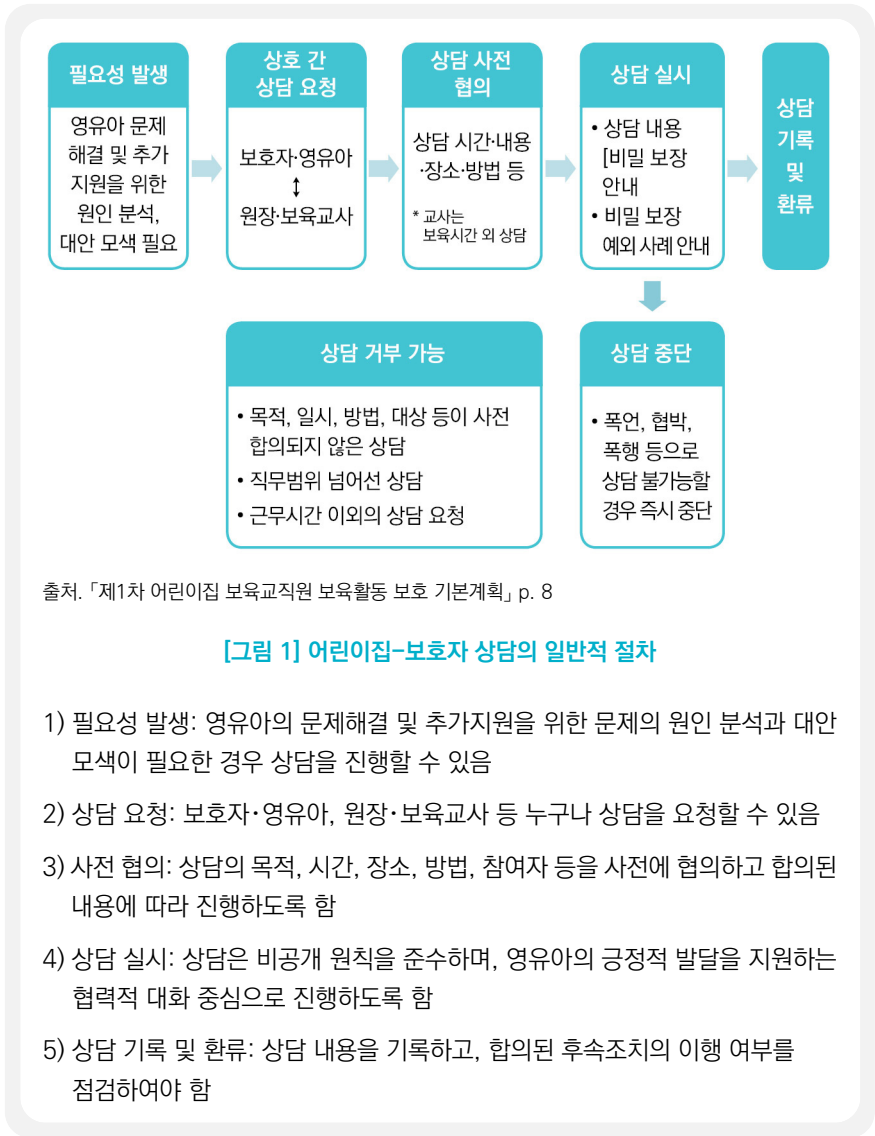 필요성 발생
영유아 문제
해결 및 추가
지원을 위한
원인 분석,
대안 모색 필요
상호 간
상담 요청
보호자·영유아
↕
원장·보육교사
상담 사전
협의
상담 시간·내용
·장소·방법 등
* 교사는
보육시간 외 상담
상담 실시
• 상담 내용
[비밀 보장
안내
• 비밀 보장
예외 사례 안내
상담
기록
및
환류
상담 거부 가능
• 목적, 일시, 방법, 대상 등이 사전
합의되지 않은 상담
• 직무범위 넘어선 상담
• 근무시간 이외의 상담 요청
상담 중단
• 폭언, 협박,
폭행 등으로
상담 불가능할
경우 즉시 중단
출처. 「제1차 어린이집 보육교직원 보육활동 보호 기본계획」 p. 8
[그림 1] 어린이집-보호자 상담의 일반적 절차
1) 필요성 발생: 영유아의 문제해결 및 추가지원을 위한 문제의 원인 분석과 대안
모색이 필요한 경우 상담을 진행할 수 있음
2) 상담 요청: 보호자·영유아, 원장·보육교사 등 누구나 상담을 요청할 수 있음
3) 사전 협의: 상담의 목적, 시간, 장소, 방법, 참여자 등을 사전에 협의하고 합의된
내용에 따라 진행하도록 함
4) 상담 실시: 상담은 비공개 원칙을 준수하며, 영유아의 긍정적 발달을 지원하는
협력적 대화 중심으로 진행하도록 함
5) 상담 기록 및 환류: 상담 내용을 기록하고, 합의된 후속조치의 이행 여부를
점검하여야 함